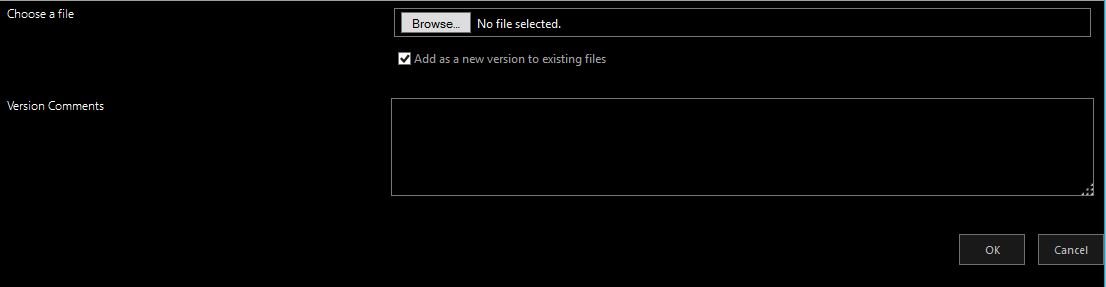 Choose a file
Browse... No file selected.
Add as a new version to existing files
Version Comments
OK
Cancel